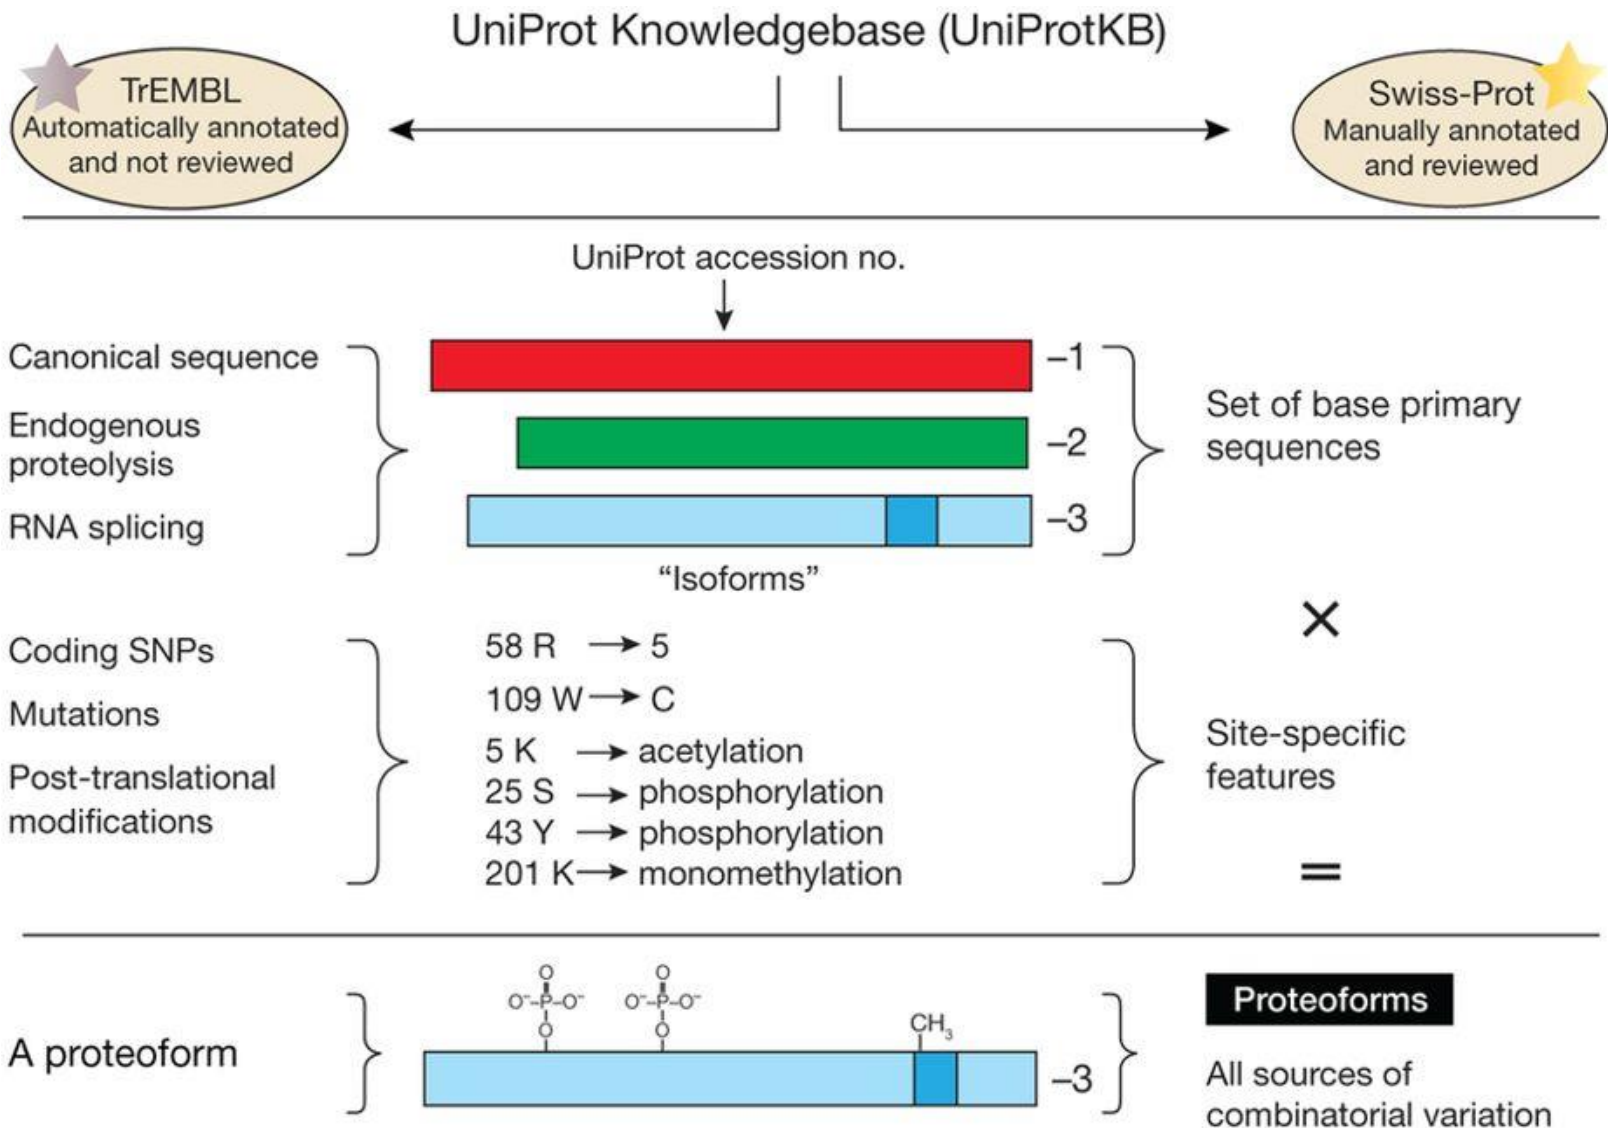 UniProt Knowledgebase (UniProtKB)
TrEMBL
Automatically annotated
and not reviewed
Swiss-Prot
Manually annotated
and reviewed
UniProt accession no.
Canonical sequence
–1
Endogenous
proteolysis
–2
RNA splicing
–3
Set of base primary
sequences
“Isoforms”
×
Coding SNPs
Mutations
Post-translational
modifications
58 R → 5
109 W → C
5 K → acetylation
25 S → phosphorylation
43 Y → phosphorylation
201 K → monomethylation
Site-specific
features
=
A proteoform
O
O⁻–P–O⁻
O
O
O⁻–P–O⁻
O
CH₃
–3
Proteoforms
All sources of
combinatorial variation